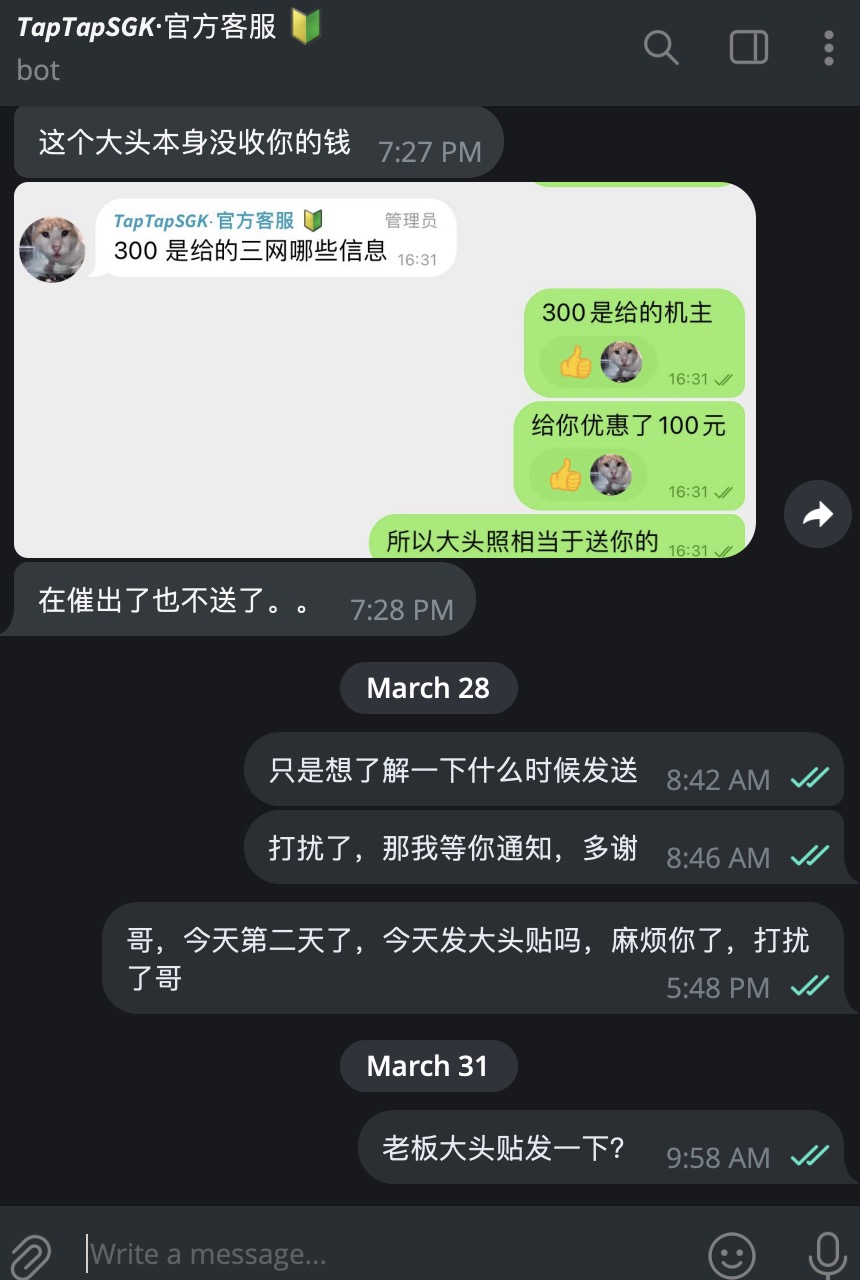 TapTapSGK·官方客服
bot
这个大头本身没收你的钱 7:27 PM
TapTapSGK·官方客服 管理员
300 是给的三网哪些信息 16:31
300是给的机主
16:31
给你优惠了100元
16:31
所以大头照相当于送你的 16:31
在催出了也不送了。。 7:28 PM
March 28
只是想了解一下什么时候发送 8:42 AM
打扰了，那我等你通知，多谢 8:46 AM
哥，今天第二天了，今天发大头贴吗，麻烦你了，打扰
了哥 5:48 PM
March 31
老板大头贴发一下? 9:58 AM
Write a message...